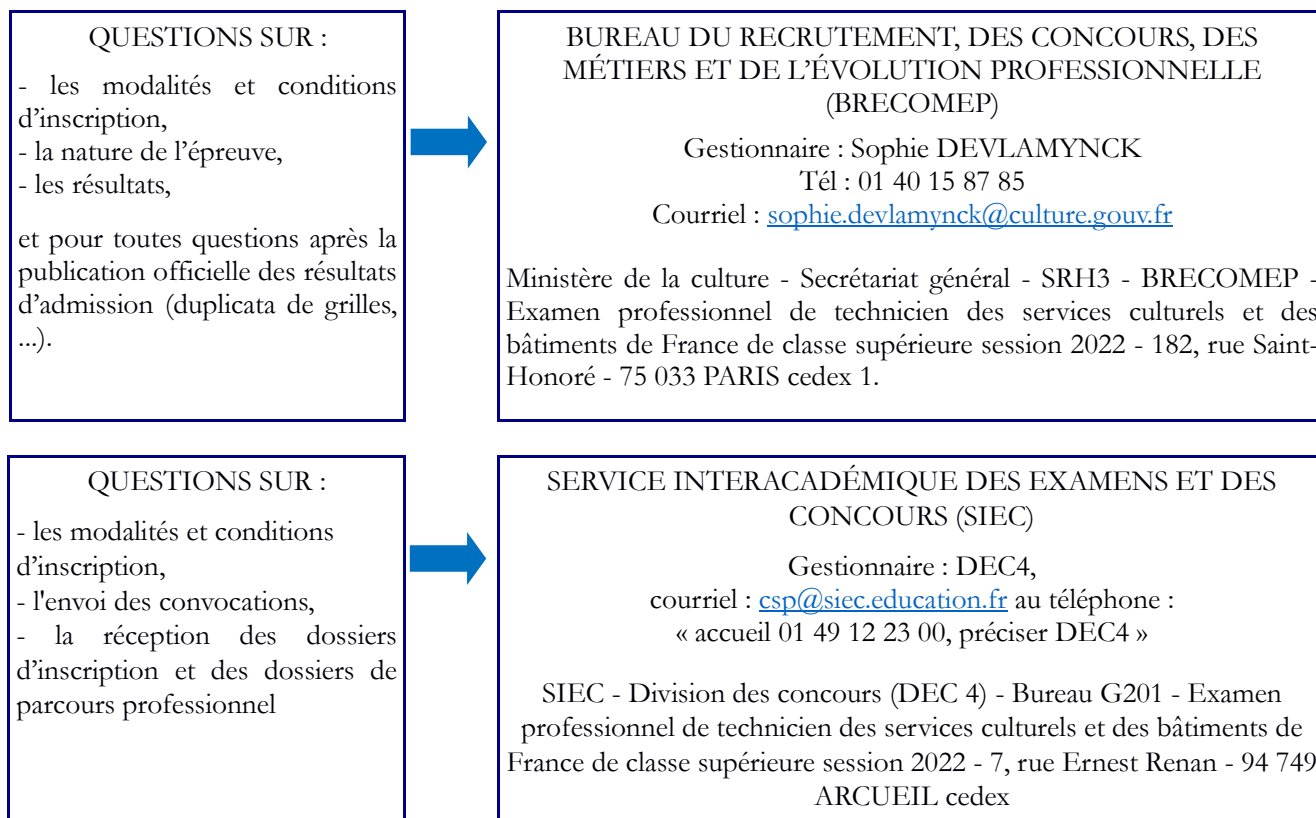 QUESTIONS SUR :
- les modalités et conditions
d’inscription,
- la nature de l’épreuve,
- les résultats,
et pour toutes questions après la
publication officielle des résultats
d’admission (duplicata de grilles,
...).
BUREAU DU RECRUTEMENT, DES CONCOURS, DES
MÉTIERS ET DE L’ÉVOLUTION PROFESSIONNELLE
(BRECOMEP)
Gestionnaire : Sophie DEVLAMYNCK
Tél : 01 40 15 87 85
Courriel : sophie.devlamynck@culture.gouv.fr
Ministère de la culture - Secrétariat général - SRH3 - BRECOMEP -
Examen professionnel de technicien des services culturels et des
bâtiments de France de classe supérieure session 2022 - 182, rue Saint-
Honoré - 75 033 PARIS cedex 1.
QUESTIONS SUR :
- les modalités et conditions
d’inscription,
- l'envoi des convocations,
- la réception des dossiers
d’inscription et des dossiers de
parcours professionnel
SERVICE INTERACADÉMIQUE DES EXAMENS ET DES
CONCOURS (SIEC)
Gestionnaire : DEC4,
courriel : csp@siec.education.fr au téléphone :
« accueil 01 49 12 23 00, préciser DEC4 »
SIEC - Division des concours (DEC 4) - Bureau G201 - Examen
professionnel de technicien des services culturels et des bâtiments de
France de classe supérieure session 2022 - 7, rue Ernest Renan - 94 749
ARCUEIL cedex